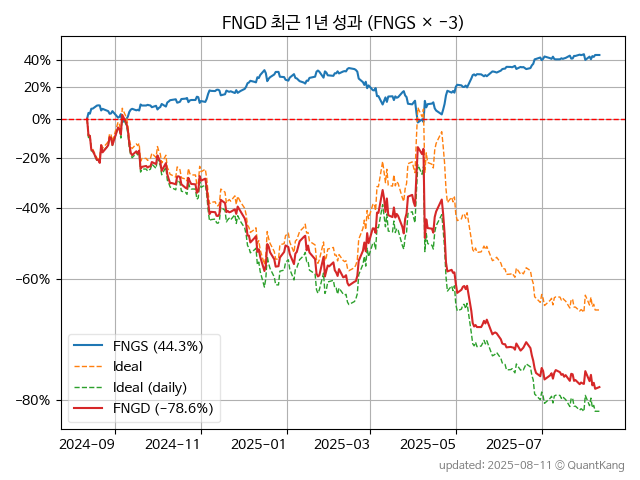 FNGD 최근 1년 성과 (FNGS × −3)
40%
20%
0%
−20%
−40%
−60%
−80%
FNGS (44.3%)
Ideal
Ideal (daily)
FNGD (−78.6%)
2024-09 2024-11 2025-01 2025-03 2025-05 2025-07
updated: 2025-08-11 © QuantKang